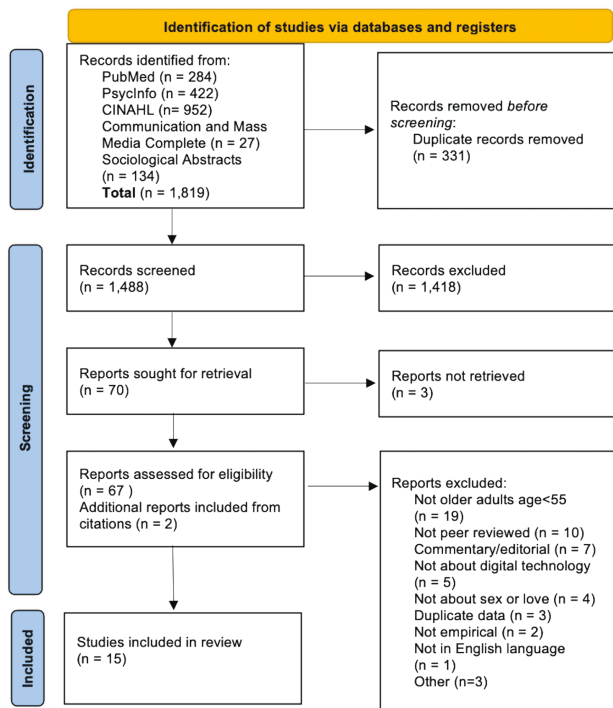 Identification of studies via databases and registers
Identification
Records identified from:
PubMed (n = 284)
PsycInfo (n = 422)
CINAHL (n= 952)
Communication and Mass
Media Complete (n = 27)
Sociological Abstracts
(n = 134)
Total (n = 1,819)
Records removed before
screening:
Duplicate records removed
(n = 331)
Screening
Records screened
(n = 1,488)
Records excluded
(n = 1,418)
Reports sought for retrieval
(n = 70)
Reports not retrieved
(n = 3)
Reports assessed for eligibility
(n = 67 )
Additional reports included from
citations (n = 2)
Reports excluded:
Not older adults age<55
(n = 19)
Not peer reviewed (n = 10)
Commentary/editorial (n = 7)
Not about digital technology
(n = 5)
Not about sex or love (n = 4)
Duplicate data (n = 3)
Not empirical (n = 2)
Not in English language
(n = 1)
Other (n=3)
Included
Studies included in review
(n = 15)